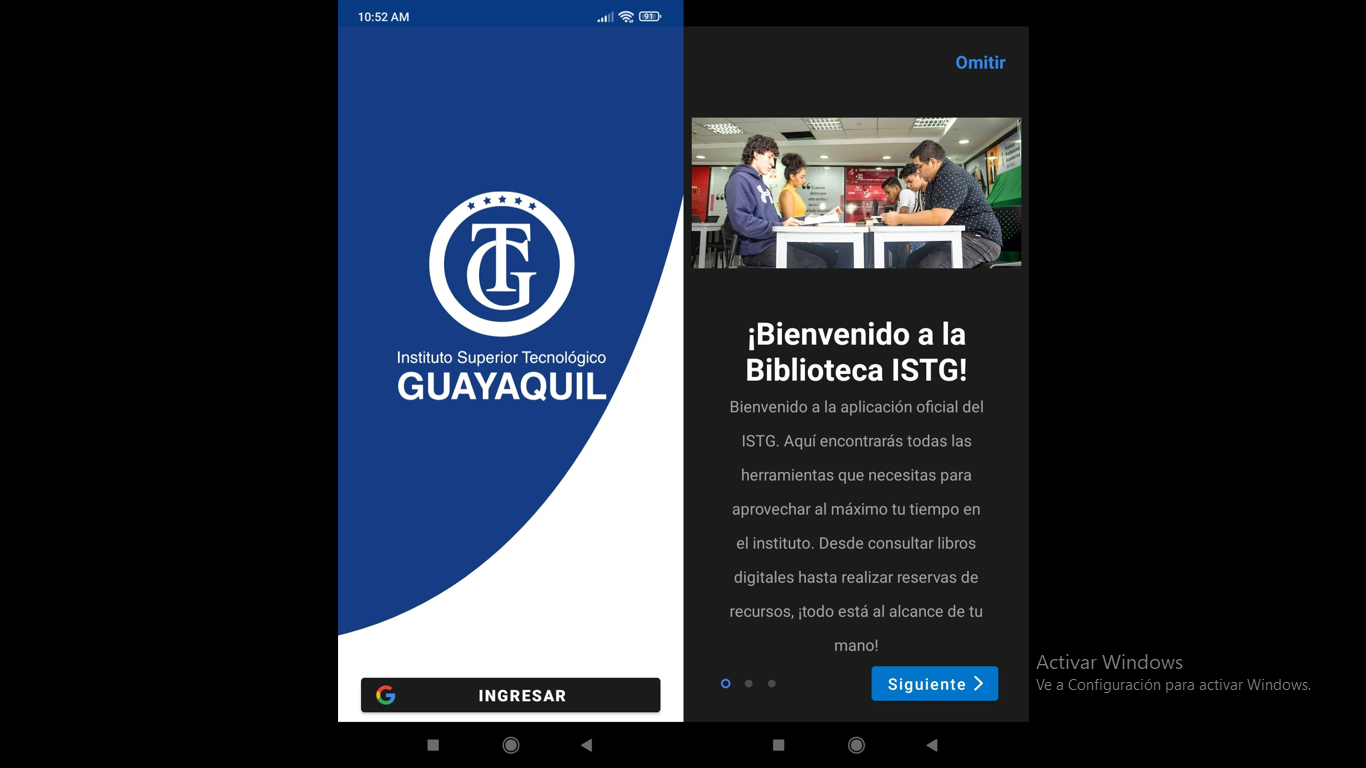 10:52 AM
91
TG
Instituto Superior Tecnológico
GUAYAQUIL
INGRESAR
Omitir
¡Bienvenido a la
Biblioteca ISTG!
Bienvenido a la aplicación oficial del
ISTG. Aquí encontrarás todas las
herramientas que necesitas para
aprovechar al máximo tu tiempo en
el instituto. Desde consultar libros
digitales hasta realizar reservas de
recursos, ¡todo está al alcance de tu
mano!
Siguiente
Activar Windows
Ve a Configuración para activar Windows.